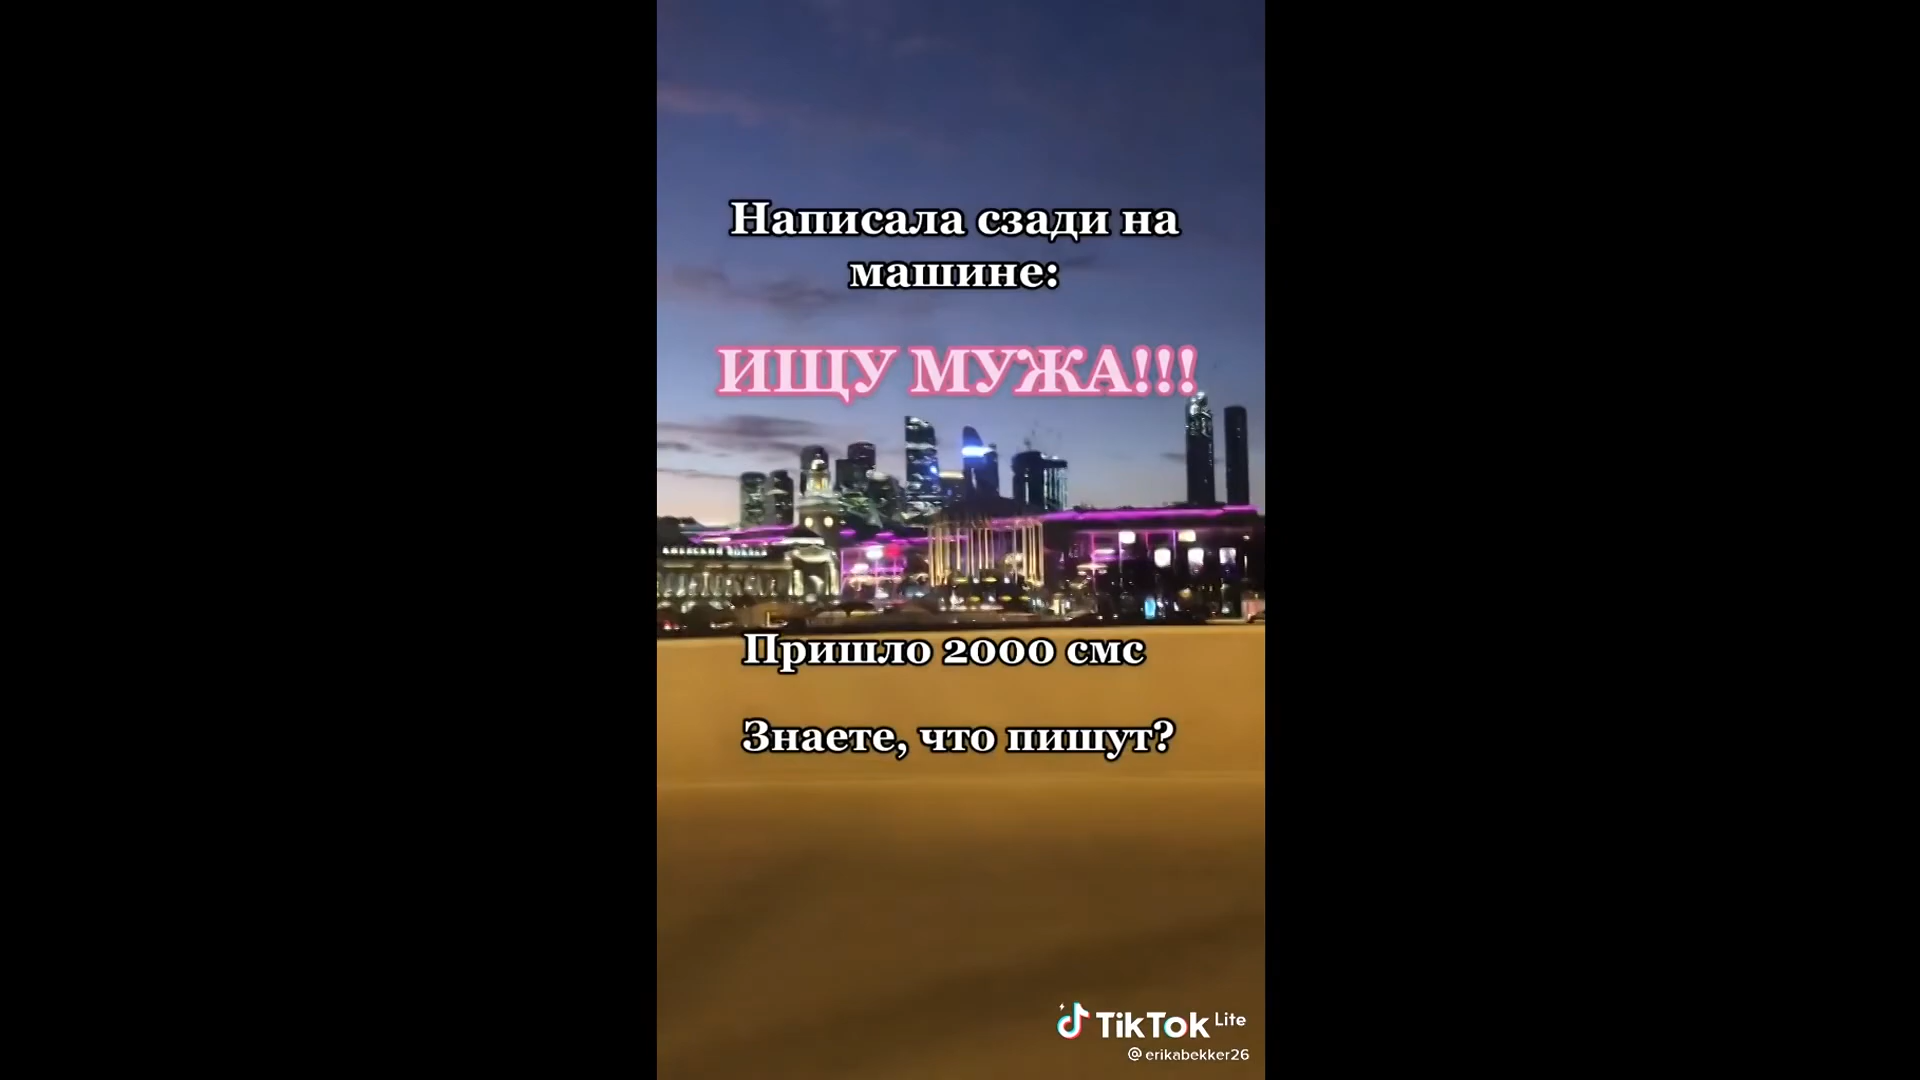 Написала сзади на
машине:
ИЩУ МУЖА!!!
Пришло 2000 смс
Знаете, что пишут?
TikTok Lite
@erikabekker26